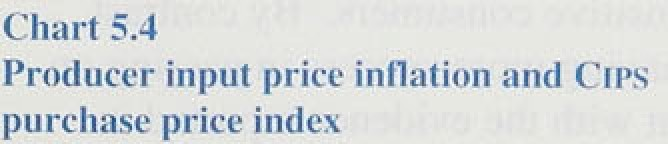 Chart 5.4
Producer input price inflation and CIPS
purchase price index